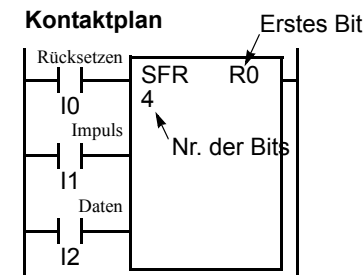 Kontaktplan
Erstes Bit
Rücksetzen
I0
SFR R0
4
Impuls
I1
Nr. der Bits
Daten
I2